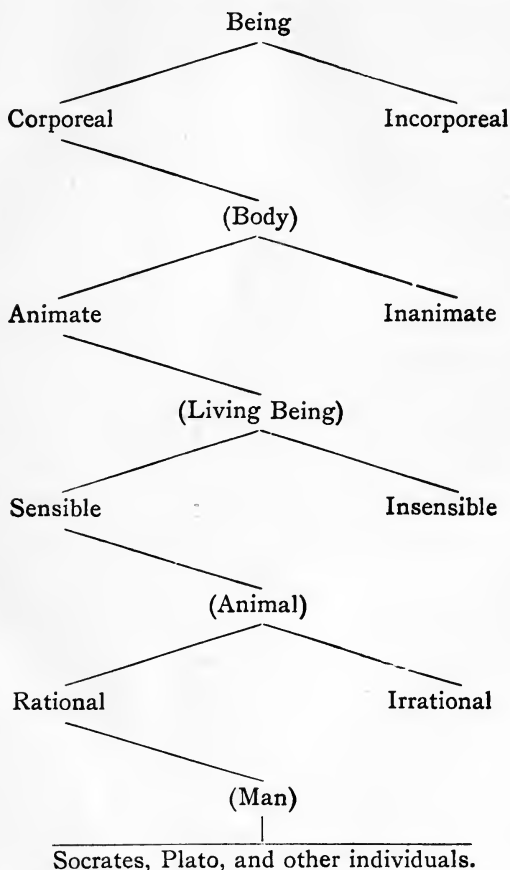 Being
Corporeal Incorporeal
(Body)
Animate Inanimate
(Living Being)
Sensible Insensible
(Animal)
Rational Irrational
(Man)
Socrates, Plato, and other individuals.